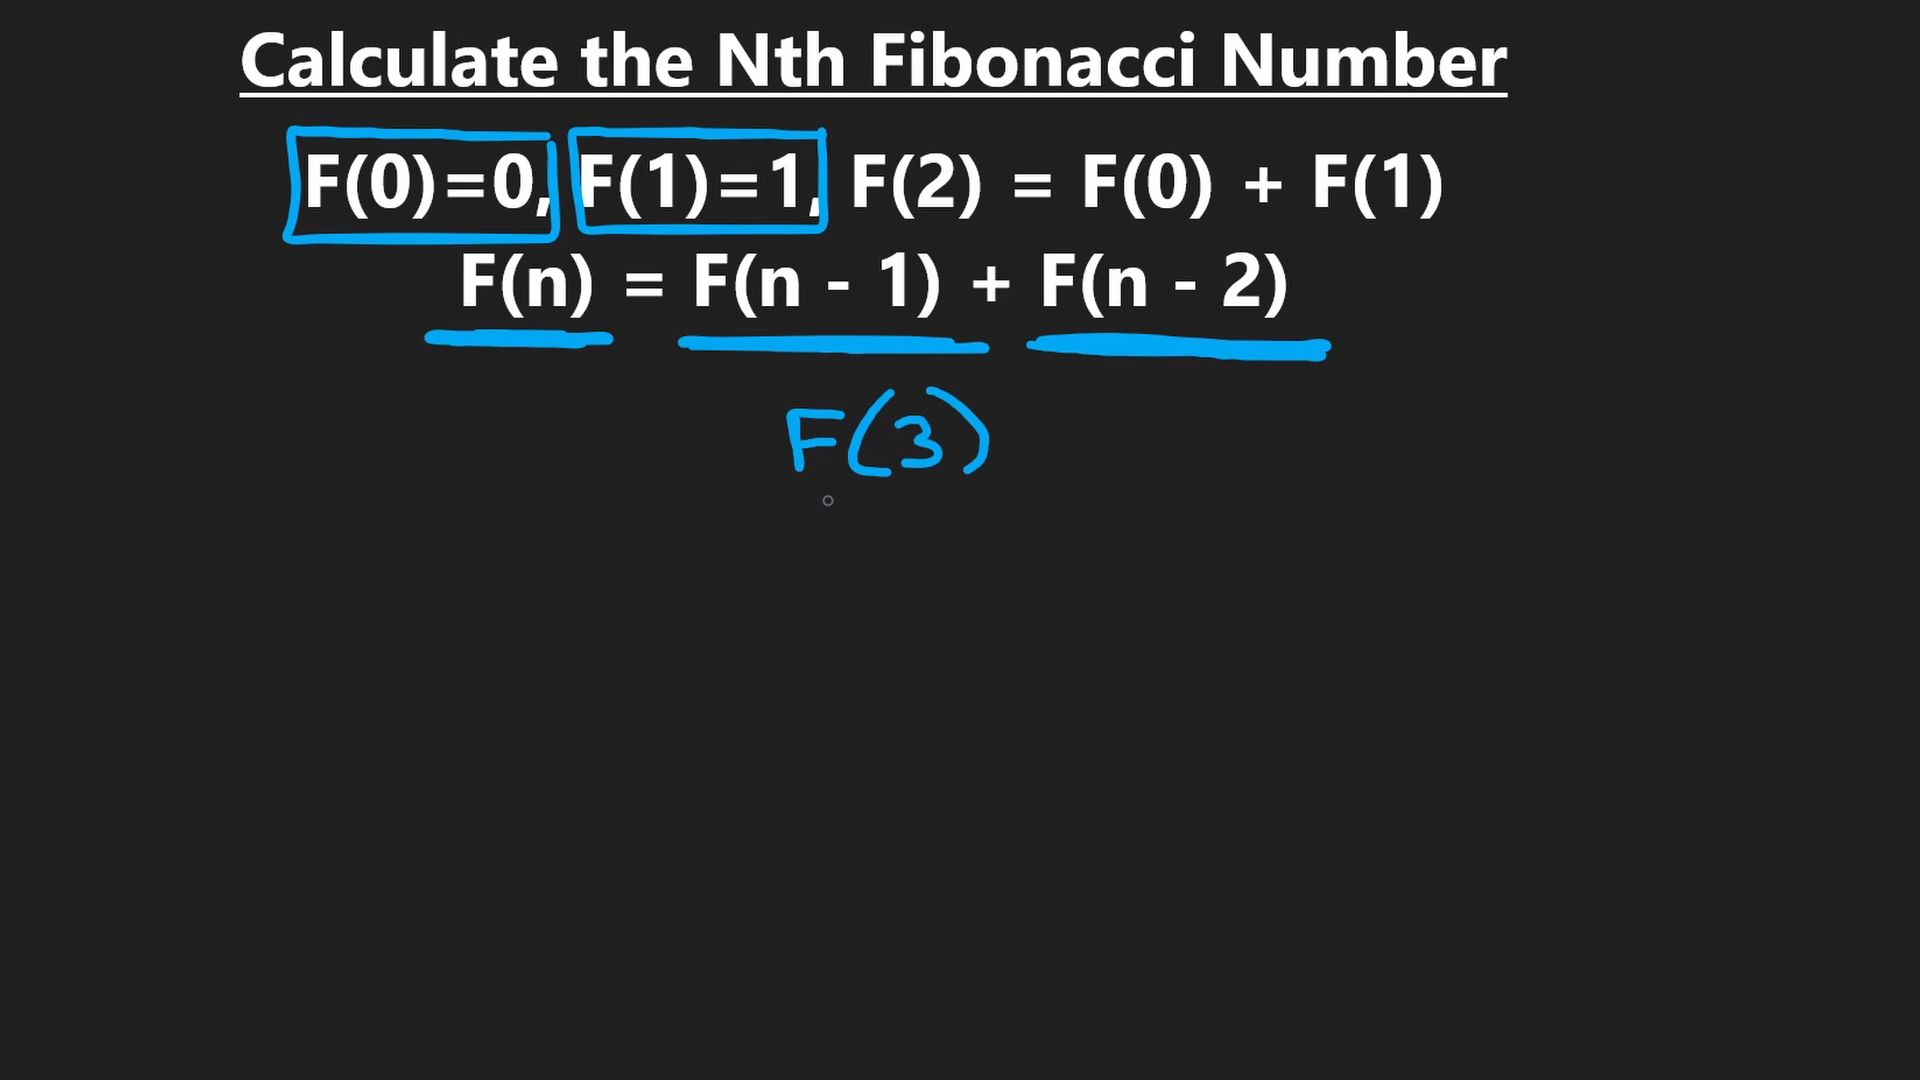 Calculate the Nth Fibonacci Number
F(0)=0, F(1)=1, F(2) = F(0) + F(1)
F(n) = F(n - 1) + F(n - 2)
F(3)